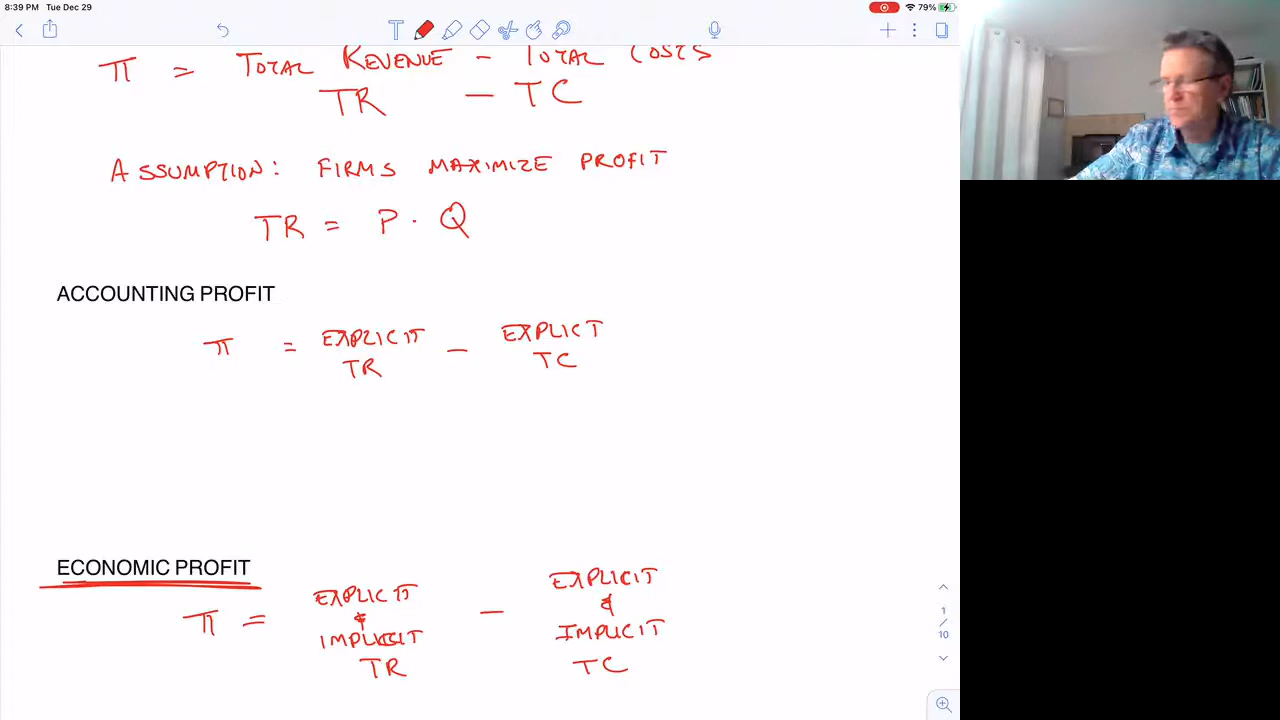 8:39 PM Tue Dec 29
79%
π = TOTAL REVENUE - TOTAL COSTS
TR - TC
ASSUMPTION: FIRMS MAXIMIZE PROFIT
TR = P · Q
ACCOUNTING PROFIT
π = EXPLICIT TR - EXPLICT TC
ECONOMIC PROFIT
π = EXPLICIT & IMPLICIT TR - EXPLICIT & IMPLICIT TC
1
/
10